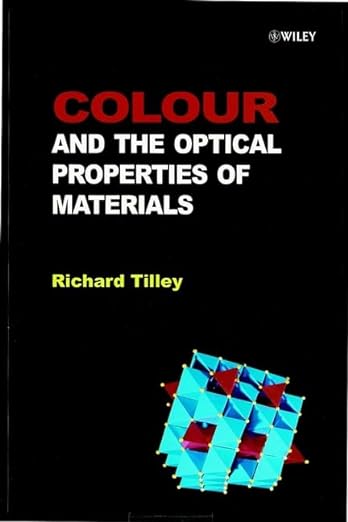 WILEY
COLOUR
AND THE OPTICAL
PROPERTIES OF
MATERIALS
Richard Tilley